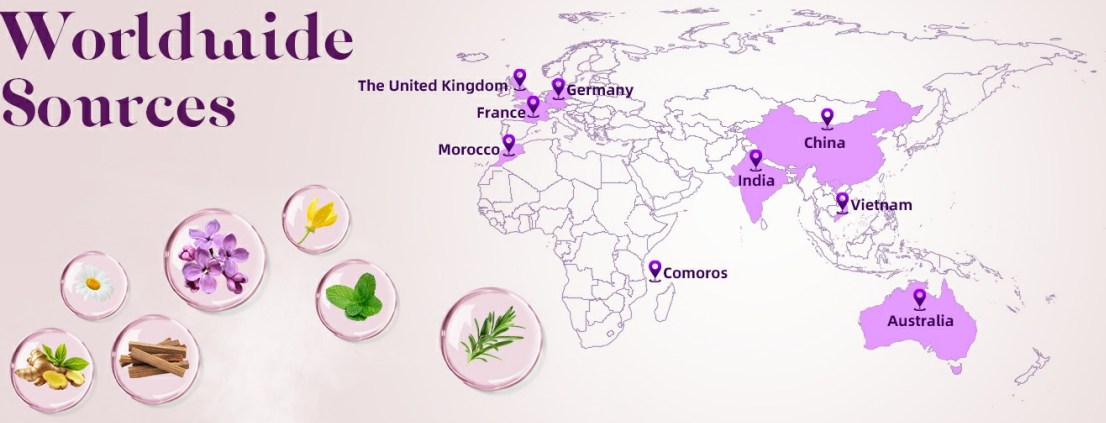 Worldwide
Sources
The United Kingdom
Germany
France
Morocco
China
India
Vietnam
Comoros
Australia